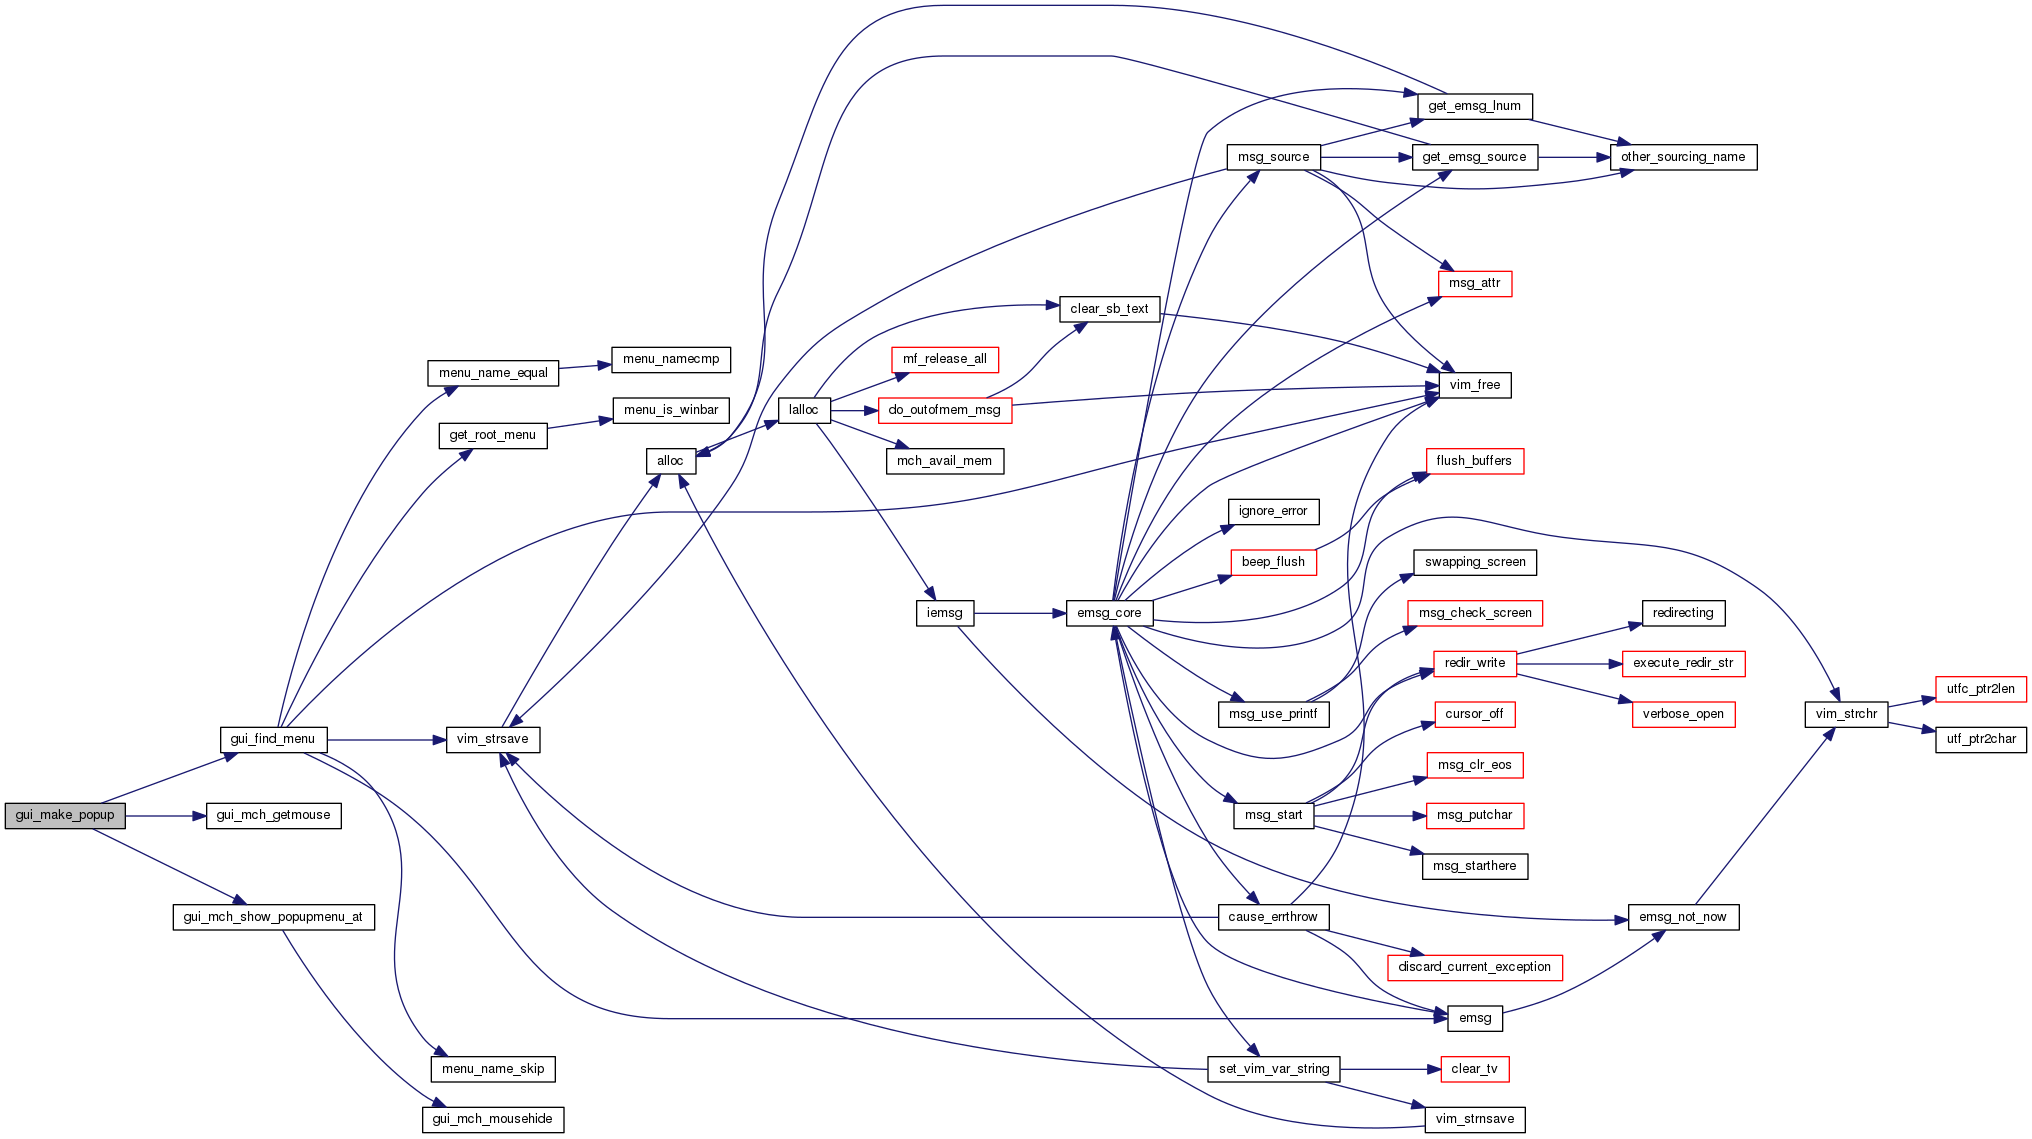 get_emsg_lnum
msg_source
get_emsg_source
other_sourcing_name
msg_attr
clear_sb_text
menu_namecmp
mf_release_all
menu_name_equal
vim_free
menu_is_winbar
lalloc
do_outofmem_msg
get_root_menu
alloc
mch_avail_mem
flush_buffers
ignore_error
beep_flush
swapping_screen
iemsg
emsg_core
msg_check_screen
redirecting
redir_write
execute_redir_str
utfc_ptr2len
msg_use_printf
cursor_off
verbose_open
vim_strchr
gui_find_menu
vim_strsave
utf_ptr2char
msg_clr_eos
gui_make_popup
gui_mch_getmouse
msg_start
msg_putchar
msg_starthere
gui_mch_show_popupmenu_at
cause_errthrow
emsg_not_now
discard_current_exception
emsg
menu_name_skip
set_vim_var_string
clear_tv
gui_mch_mousehide
vim_strnsave